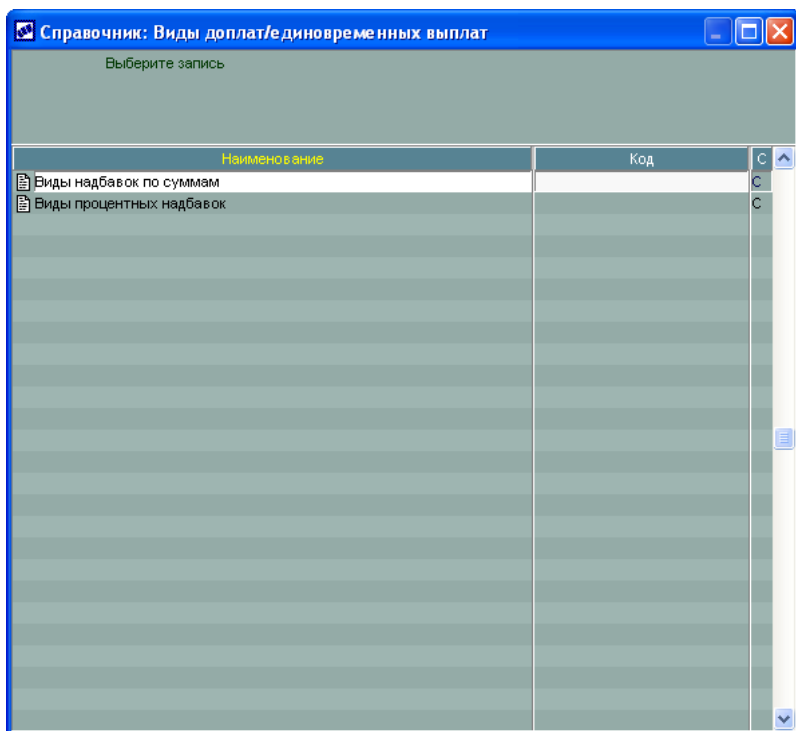 Справочник: Виды доплат/единовременных выплат
Выберите запись
Наименование Код С
Виды надбавок по суммам С
Виды процентных надбавок С